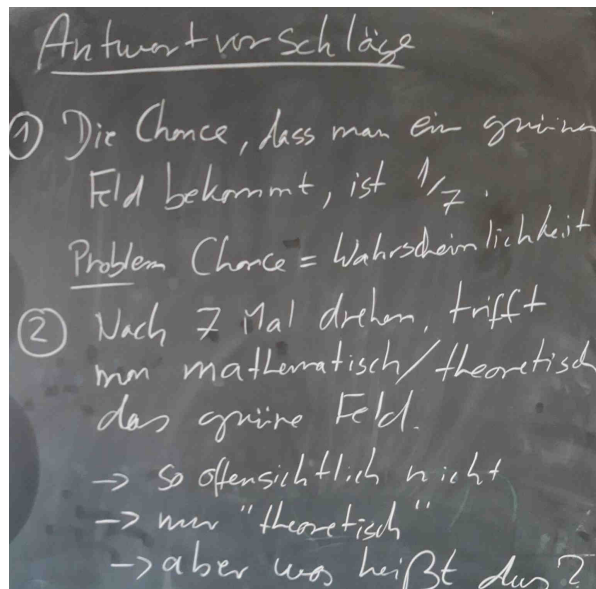 Antwortvorschläge
① Die Chance, dass man ein grünes
Feld bekommt, ist 1/7.
Problem Chance = Wahrscheinlichkeit
② Nach 7 Mal drehen, trifft
man mathematisch/theoretisch
das grüne Feld.
-> so offensichtlich nicht
-> nur "theoretisch"
-> aber was heißt das?